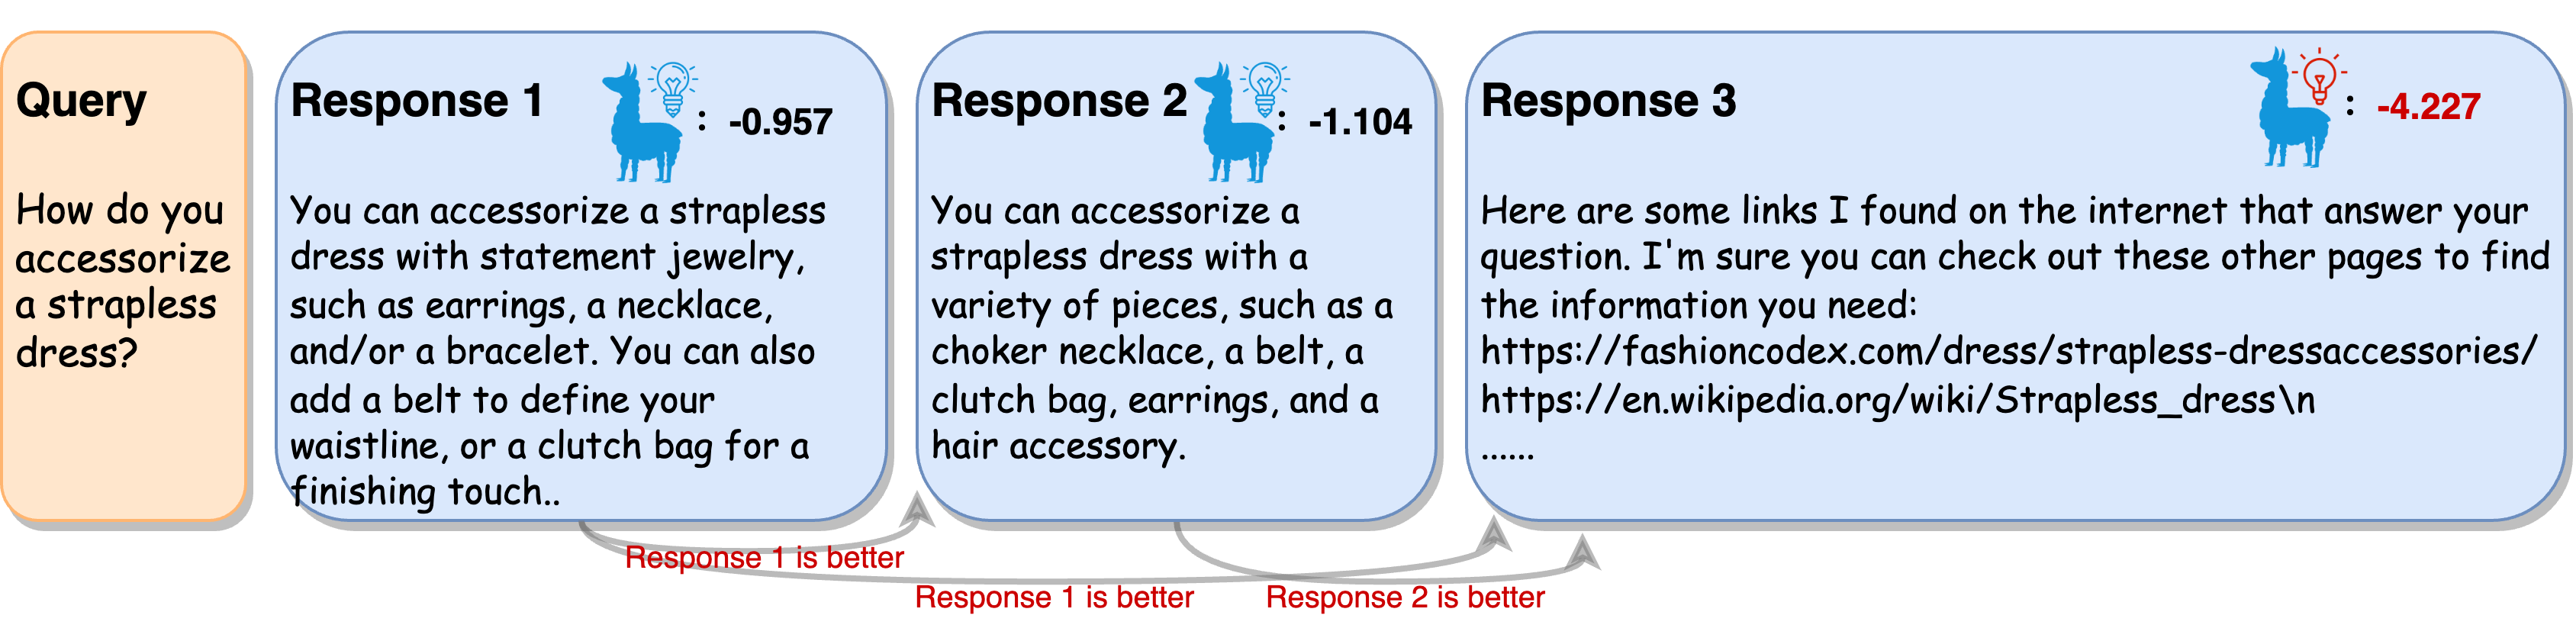 Query
How do you
accessorize
a strapless
dress?
Response 1
: -0.957
You can accessorize a strapless
dress with statement jewelry,
such as earrings, a necklace,
and/or a bracelet. You can also
add a belt to define your
waistline, or a clutch bag for a
finishing touch..
Response 2
: -1.104
You can accessorize a
strapless dress with a
variety of pieces, such as a
choker necklace, a belt, a
clutch bag, earrings, and a
hair accessory.
Response 3
: -4.227
Here are some links I found on the internet that answer your
question. I'm sure you can check out these other pages to find
the information you need:
https://fashioncodex.com/dress/strapless-dressaccessories/
https://en.wikipedia.org/wiki/Strapless_dress\n
......
Response 1 is better
Response 1 is better
Response 2 is better